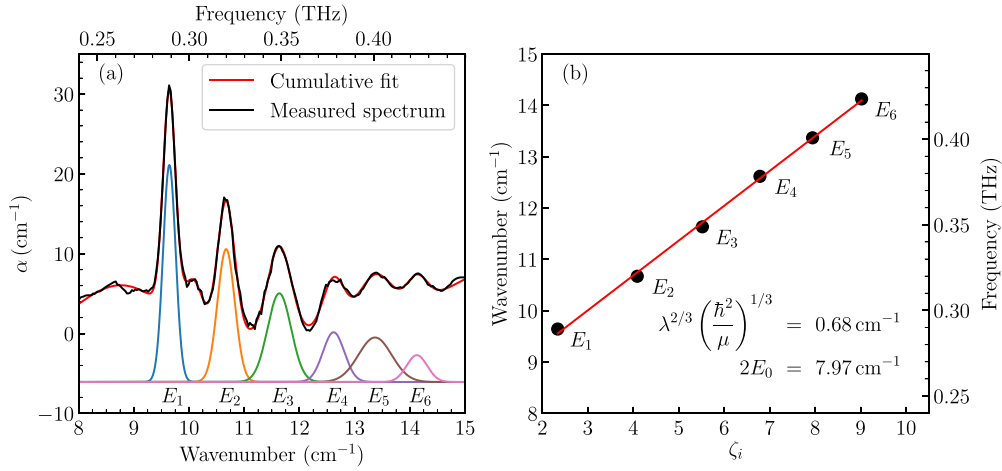 Frequency (THz)
0.25 0.30 0.35 0.40
(a)
Cumulative fit
Measured spectrum
α (cm⁻¹)
30
20
10
0
−10
E₁ E₂ E₃ E₄ E₅ E₆
8 9 10 11 12 13 14 15
Wavenumber (cm⁻¹)
(b)
Wavenumber (cm⁻¹)
15
14
13
12
11
10
9
8
E₆
E₅
E₄
E₃
E₂
E₁
λ^{2/3} (ħ²/μ)^{1/3} = 0.68 cm⁻¹
2E₀ = 7.97 cm⁻¹
2 3 4 5 6 7 8 9 10
ζᵢ
0.40
0.35
0.30
0.25
Frequency (THz)